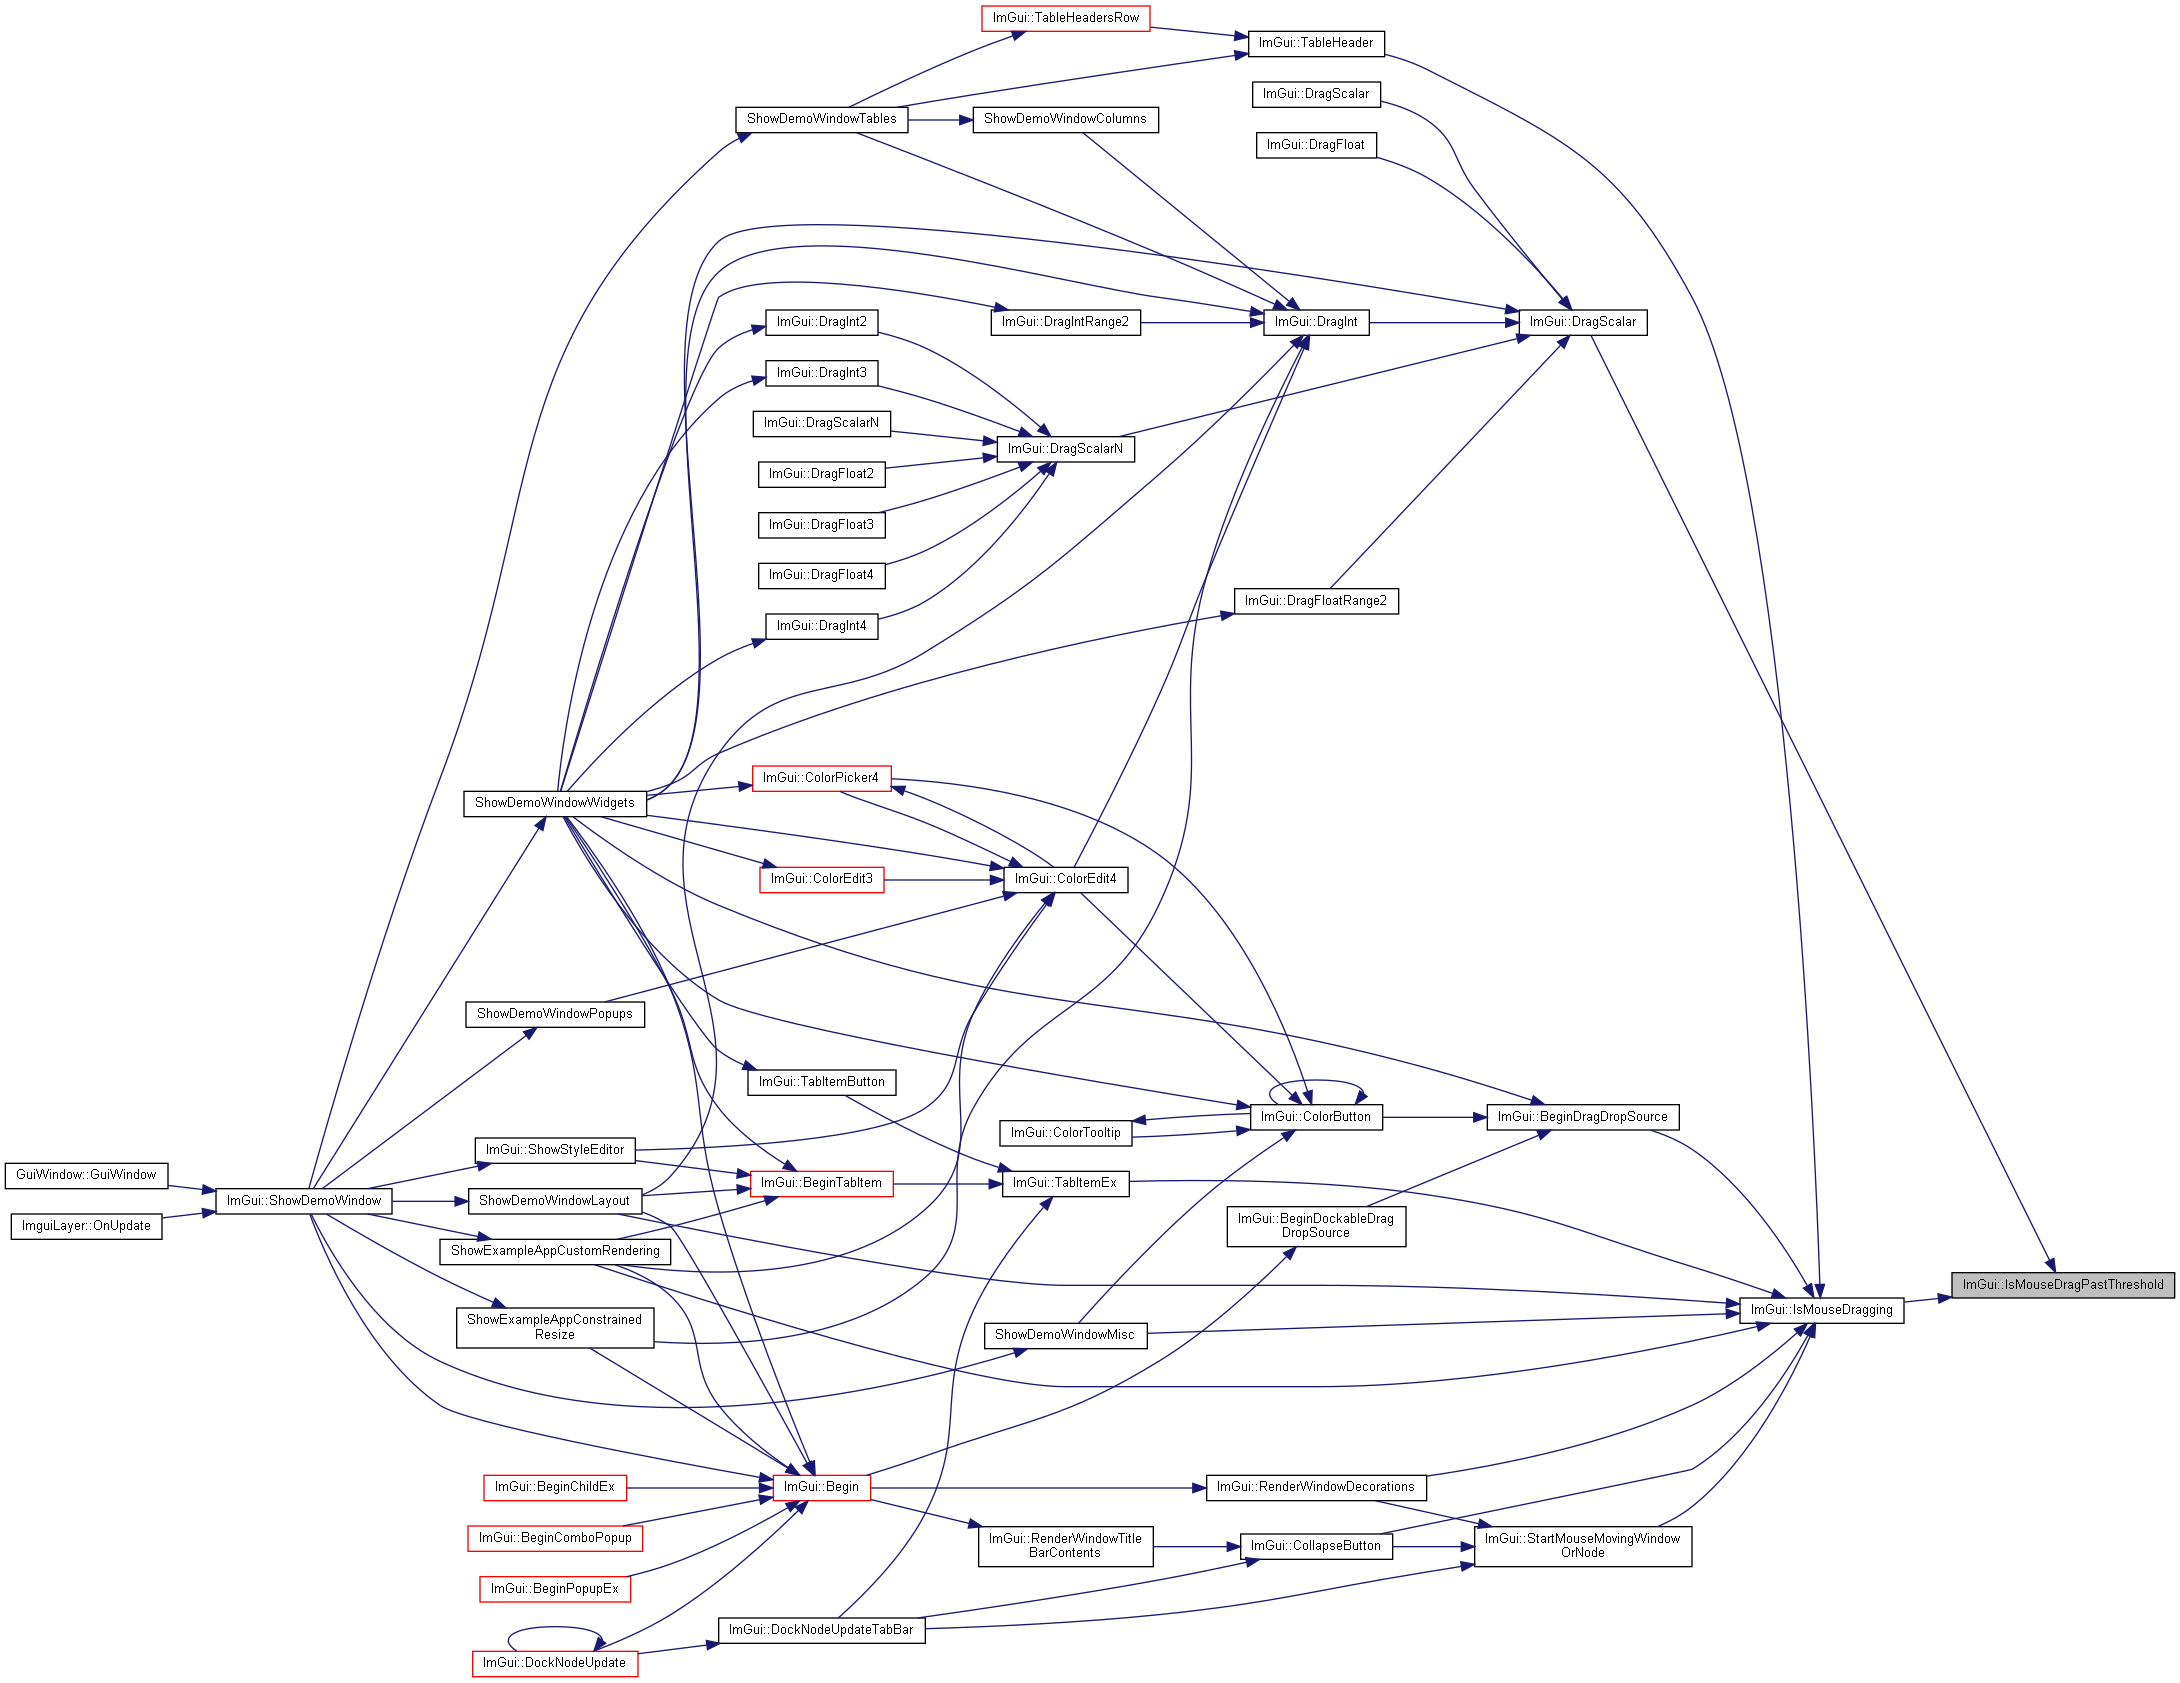 ImGui::TableHeadersRow
ImGui::TableHeader
ImGui::DragScalar
ShowDemoWindowTables
ShowDemoWindowColumns
ImGui::DragFloat
ImGui::DragInt2
ImGui::DragIntRange2
ImGui::DragInt
ImGui::DragScalar
ImGui::DragInt3
ImGui::DragScalarN
ImGui::DragScalarN
ImGui::DragFloat2
ImGui::DragFloat3
ImGui::DragFloat4
ImGui::DragFloatRange2
ImGui::DragInt4
ImGui::ColorPicker4
ShowDemoWindowWidgets
ImGui::ColorEdit3
ImGui::ColorEdit4
ShowDemoWindowPopups
ImGui::TabItemButton
ImGui::ColorButton
ImGui::BeginDragDropSource
ImGui::ColorTooltip
ImGui::ShowStyleEditor
GuiWindow::GuiWindow
ImGui::BeginTabItem
ImGui::TabItemEx
ImGui::ShowDemoWindow
ShowDemoWindowLayout
ImGui::BeginDockableDrag
DropSource
ImguiLayer::OnUpdate
ShowExampleAppCustomRendering
ImGui::IsMouseDragPastThreshold
ImGui::IsMouseDragging
ShowExampleAppConstrained
Resize
ShowDemoWindowMisc
ImGui::BeginChildEx
ImGui::Begin
ImGui::RenderWindowDecorations
ImGui::BeginComboPopup
ImGui::RenderWindowTitle
BarContents
ImGui::CollapseButton
ImGui::StartMouseMovingWindow
OrNode
ImGui::BeginPopupEx
ImGui::DockNodeUpdateTabBar
ImGui::DockNodeUpdate